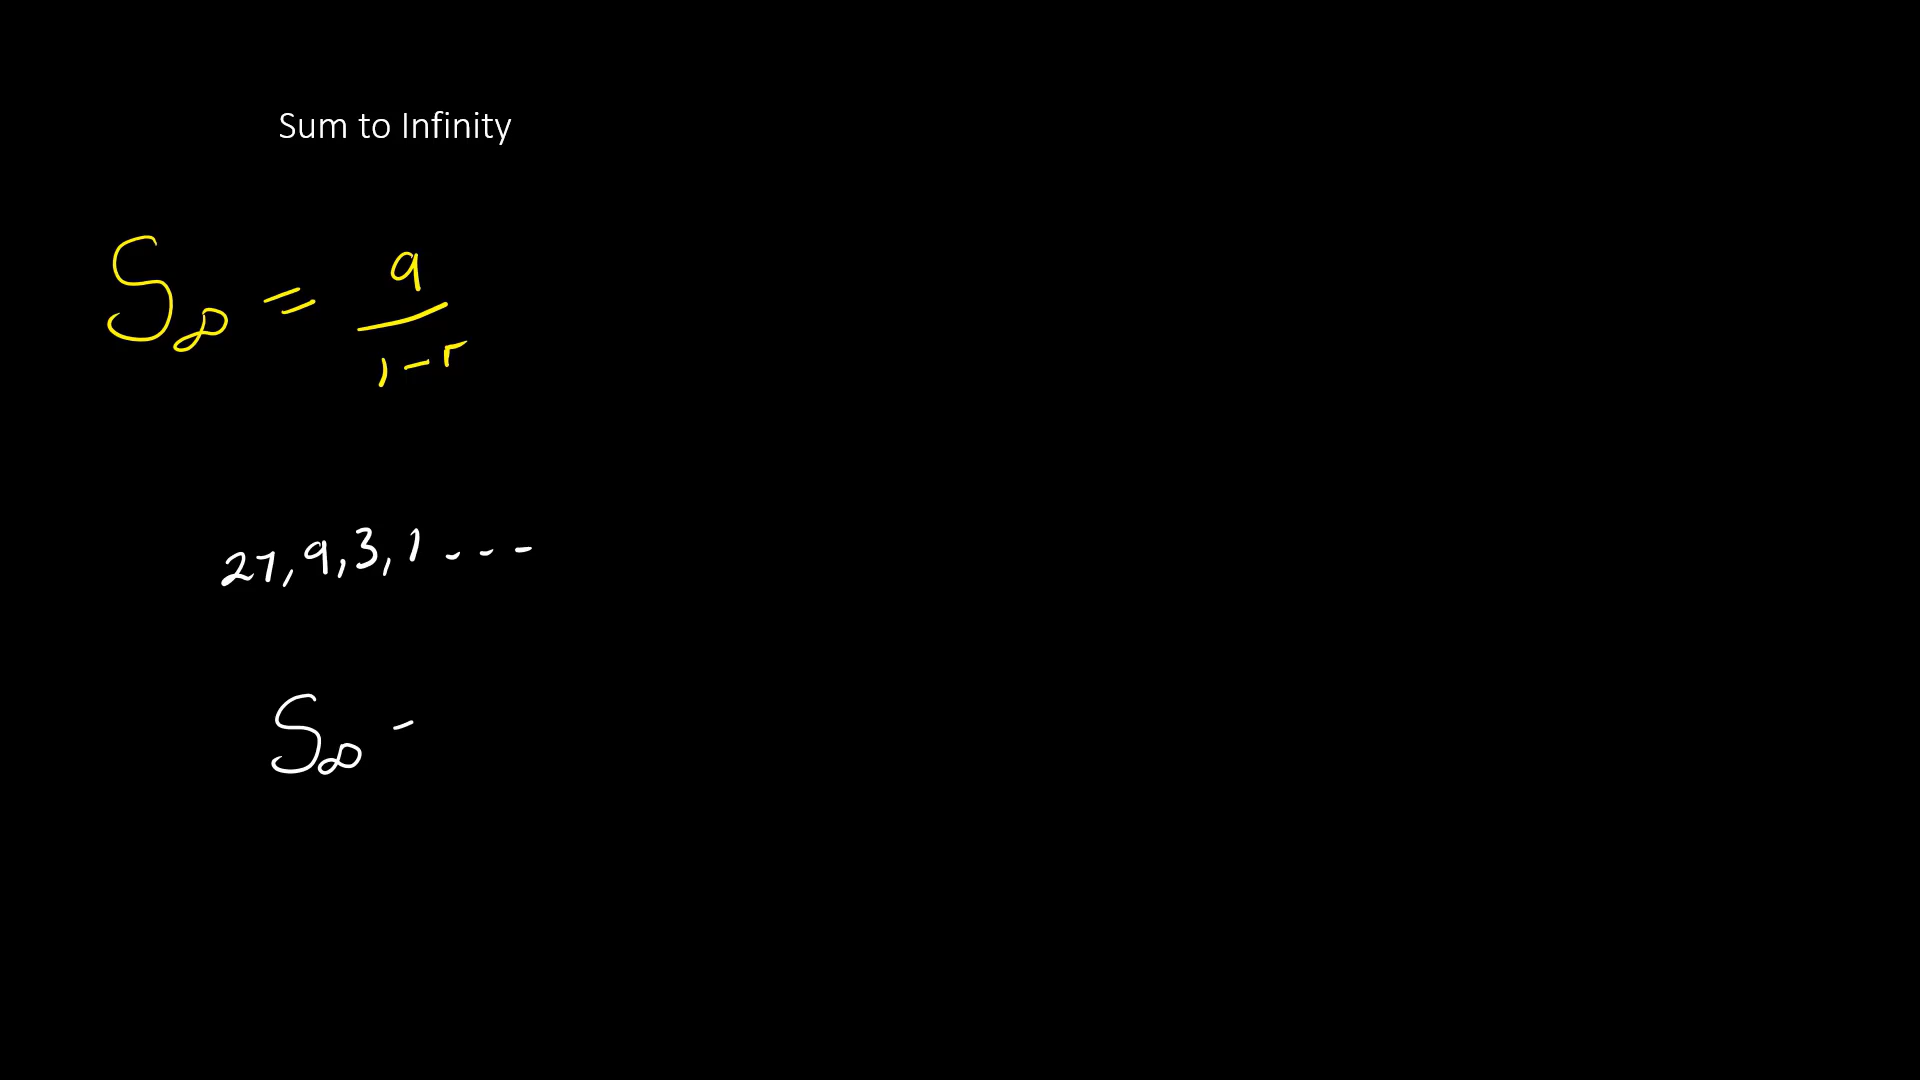 Sum to Infinity
S∞ = a
1-r
27, 9, 3, 1 - - -
S∞ -